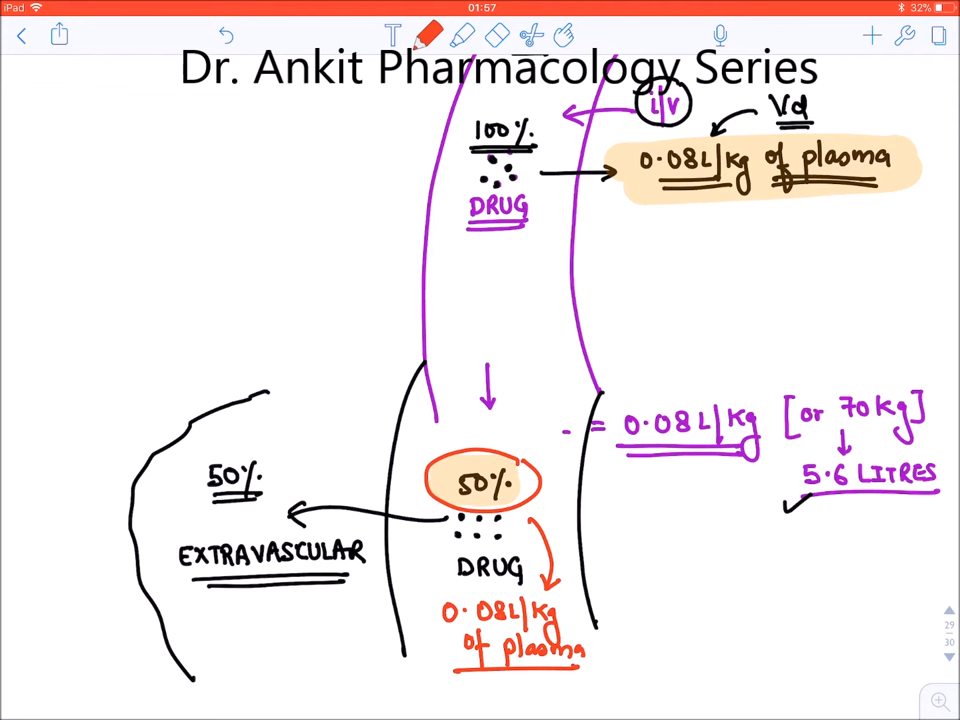 iPad 01:57 32%
Dr. Ankit Pharmacology Series
i/v
Vd
100%
0.08L/kg of plasma
DRUG
= 0.08L/kg [or 70kg]
5.6 LITRES
50%
50%
EXTRAVASCULAR
DRUG
0.08L/kg
of plasma
29
30